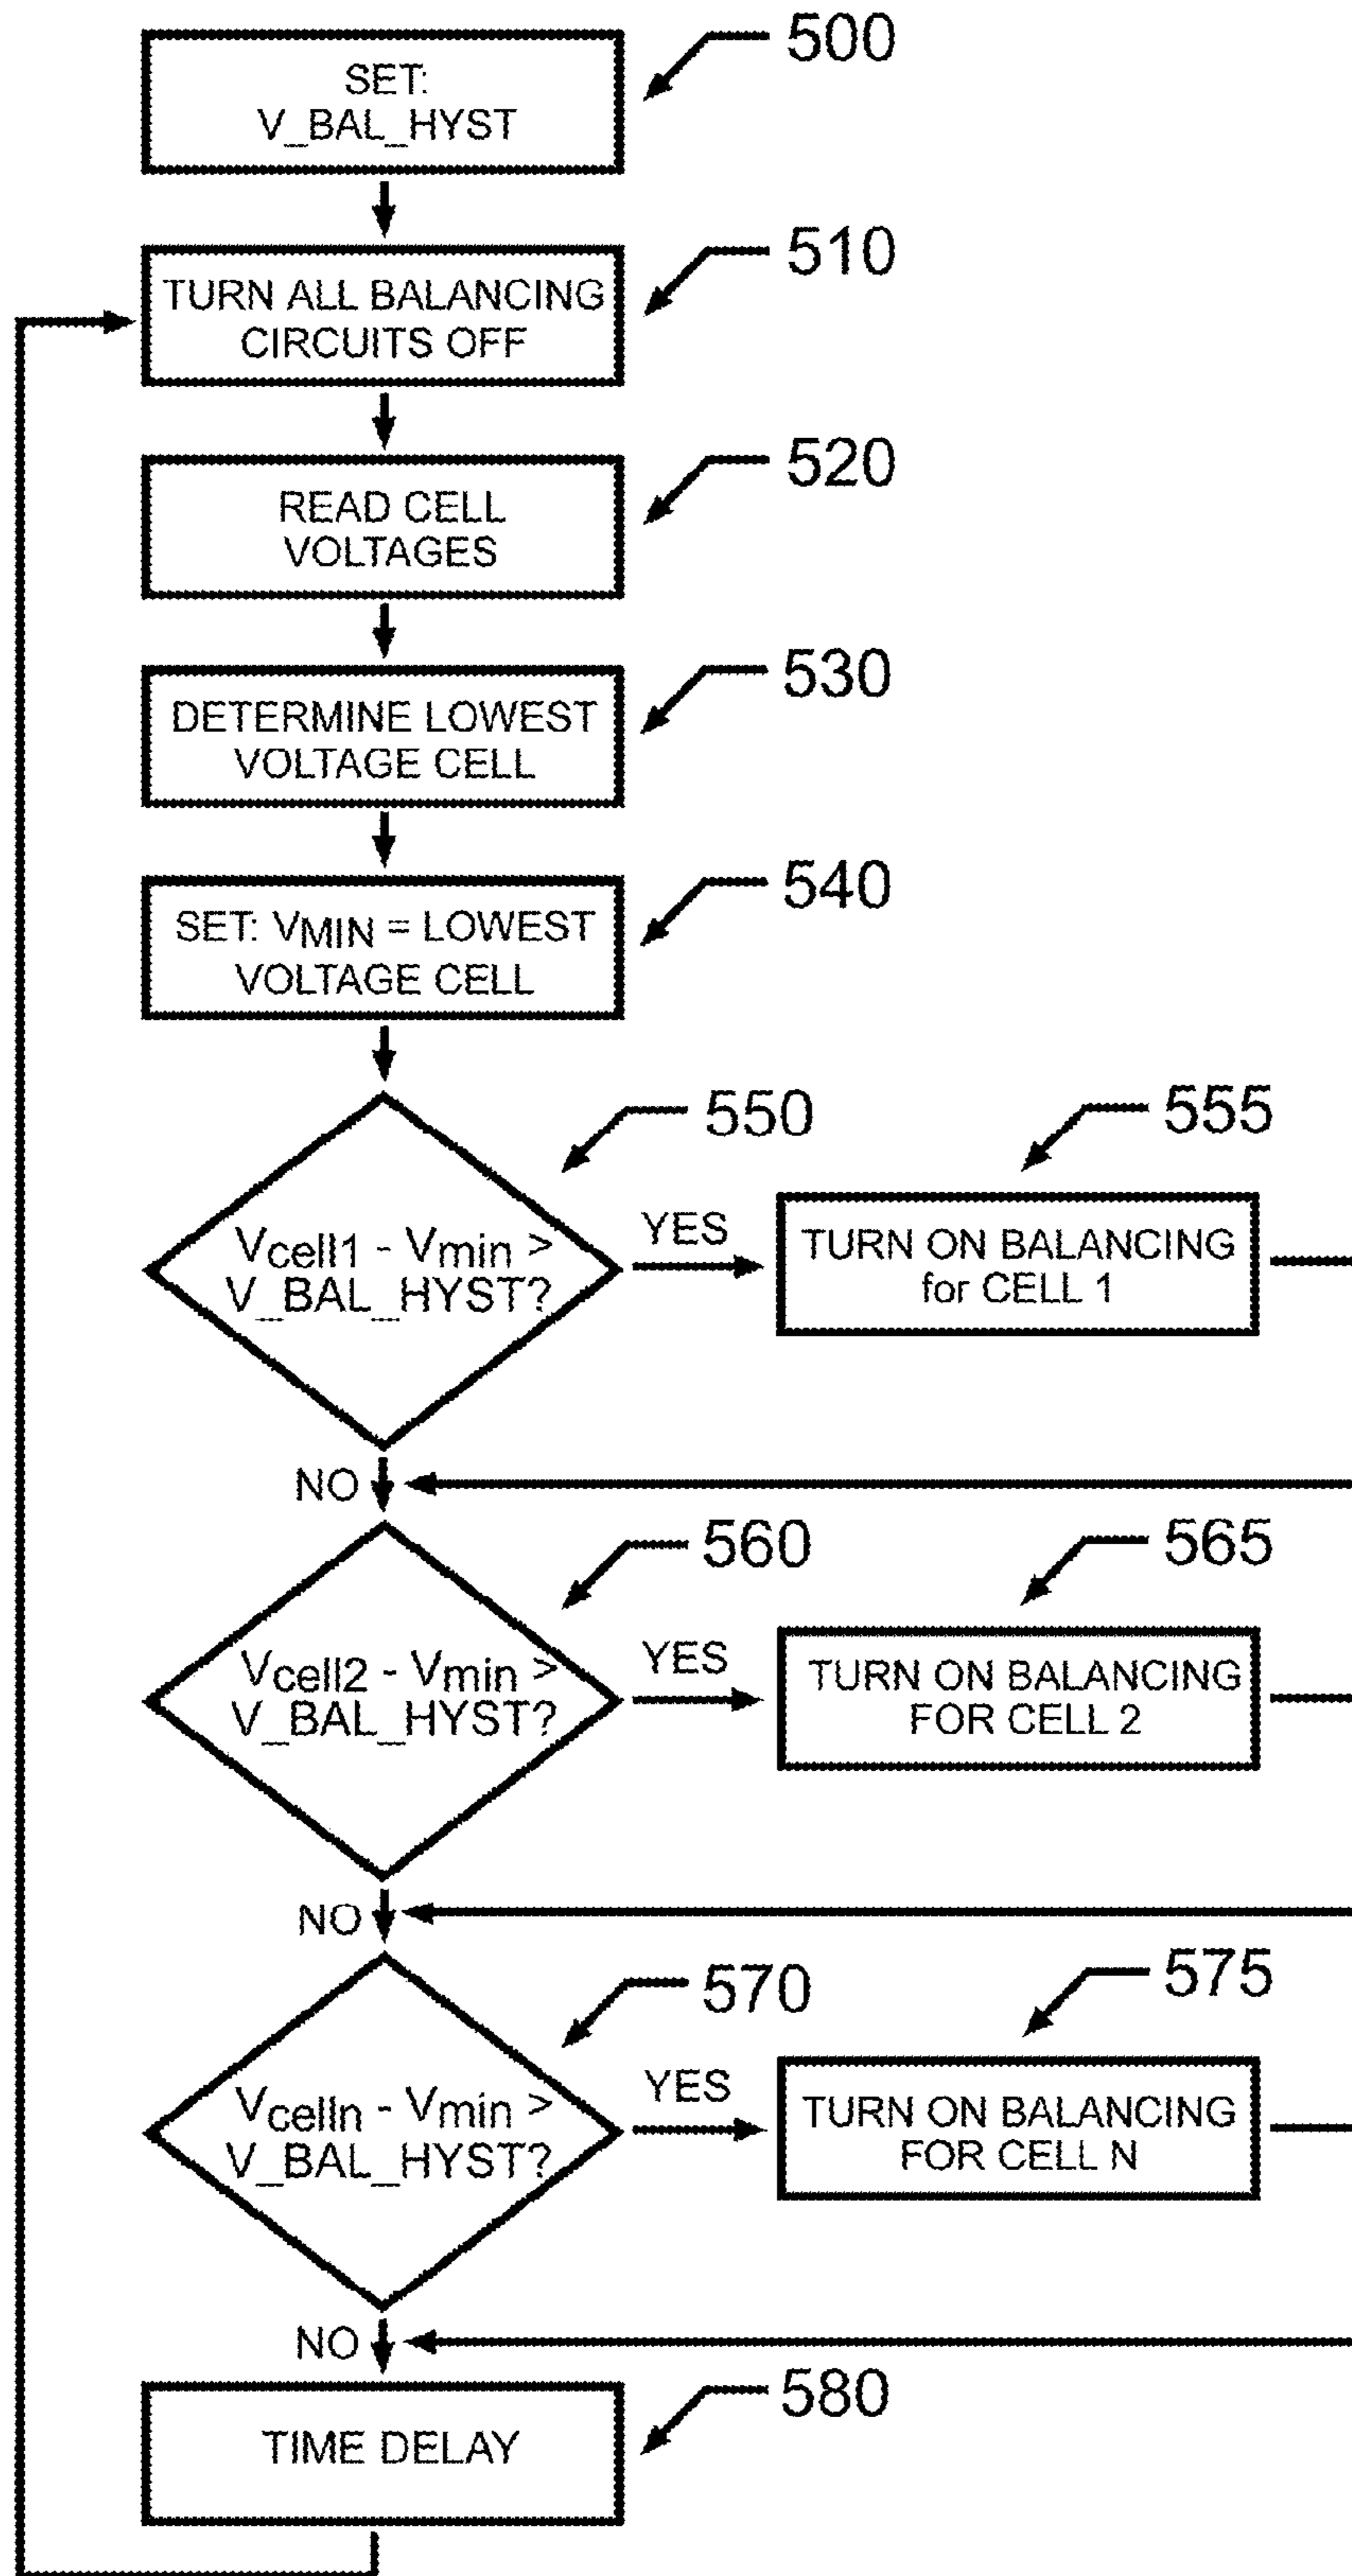 500
SET:
V_BAL_HYST
510
TURN ALL BALANCING
CIRCUITS OFF
520
READ CELL
VOLTAGES
530
DETERMINE LOWEST
VOLTAGE CELL
540
SET: VMIN = LOWEST
VOLTAGE CELL
550
555
Vcell1 - Vmin >
V_BAL_HYST?
YES
TURN ON BALANCING
for CELL 1
NO
560
565
Vcell2 - Vmin >
V_BAL_HYST?
YES
TURN ON BALANCING
FOR CELL 2
NO
570
575
Vcelln - Vmin >
V_BAL_HYST?
YES
TURN ON BALANCING
FOR CELL N
NO
580
TIME DELAY